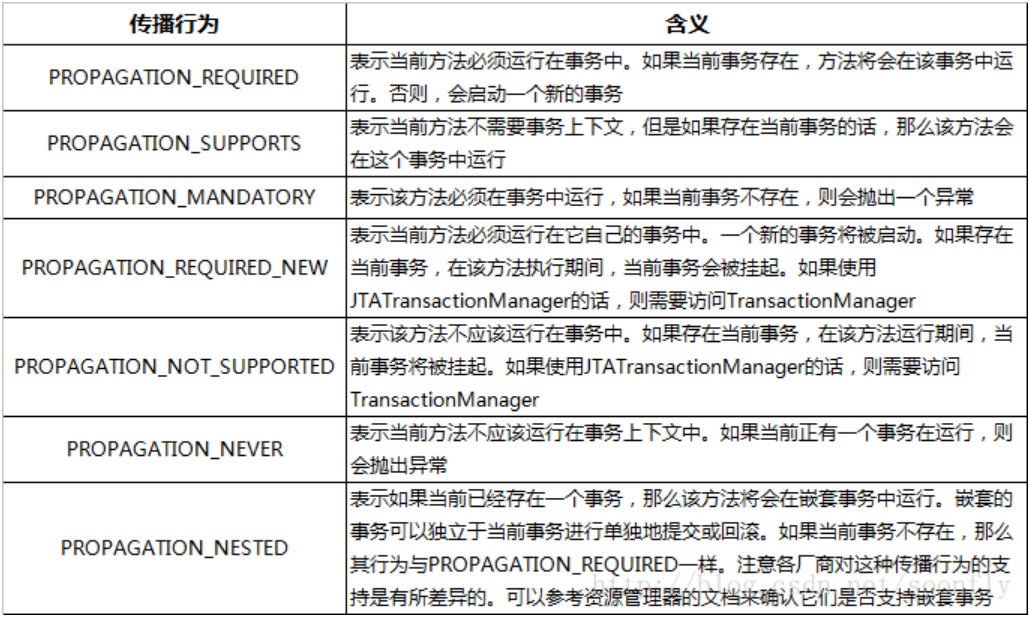 传播行为 含义
表示当前方法必须运行在事务中。如果当前事务存在，方法将会在该事务中运
PROPAGATION_REQUIRED
行。否则，会启动一个新的事务
表示当前方法不需要事务上下文，但是如果存在当前事务的话，那么该方法会
PROPAGATION_SUPPORTS
在这个事务中运行
PROPAGATION_MANDATORY 表示该方法必须在事务中运行，如果当前事务不存在，则会抛出一个异常
表示当前方法必须运行在它自己的事务中。一个新的事务将被启动。如果存在
PROPAGATION_REQUIRED_NEW 当前事务，在该方法执行期间，当前事务会被挂起。如果使用
JTATransactionManager的话，则需要访问TransactionManager
表示该方法不应该运行在事务中。如果存在当前事务，在该方法运行期间，当
PROPAGATION_NOT_SUPPORTED 前事务将被挂起。如果使用JTATransactionManager的话，则需要访问
TransactionManager
表示当前方法不应该运行在事务上下文中。如果当前正有一个事务在运行，则
PROPAGATION_NEVER
会抛出异常
表示如果当前已经存在一个事务，那么该方法将会在嵌套事务中运行。嵌套的
事务可以独立于当前事务进行单独地提交或回滚。如果当前事务不存在，那么
PROPAGATION_NESTED
其行为与PROPAGATION_REQUIRED一样。注意各厂商对这种传播行为的支
持是有所差异的。可以参考资源管理器的文档来确认它们是否支持嵌套事务
http://blog.csdn.net/soonfly